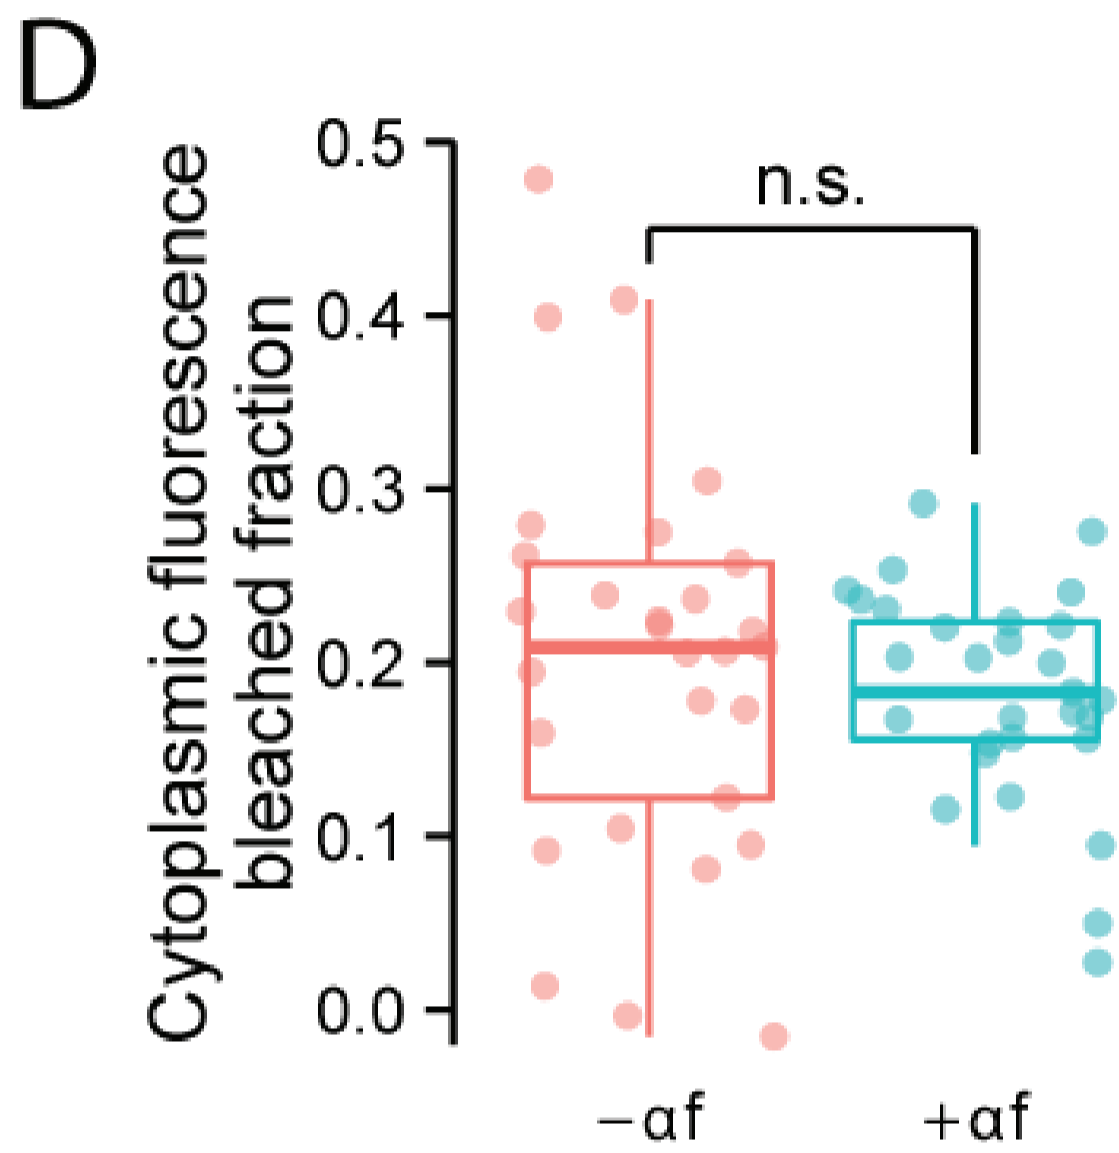 D
Cytoplasmic fluorescence
bleached fraction
0.5
0.4
0.3
0.2
0.1
0.0
n.s.
−αf
+αf